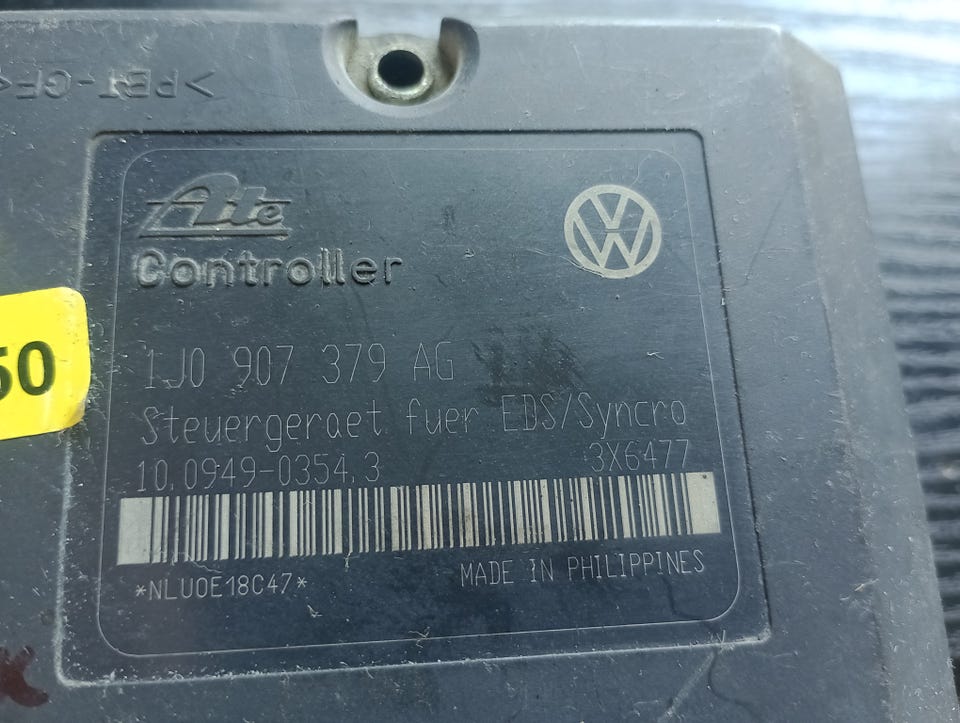 >PET-GF<
Ate
Controller
1J0 907 379 AG
50
Steuergeraet fuer EDS/Syncro
10.0949-0354.3
3X6477
*NLU0E18C47*
MADE IN PHILIPPINES